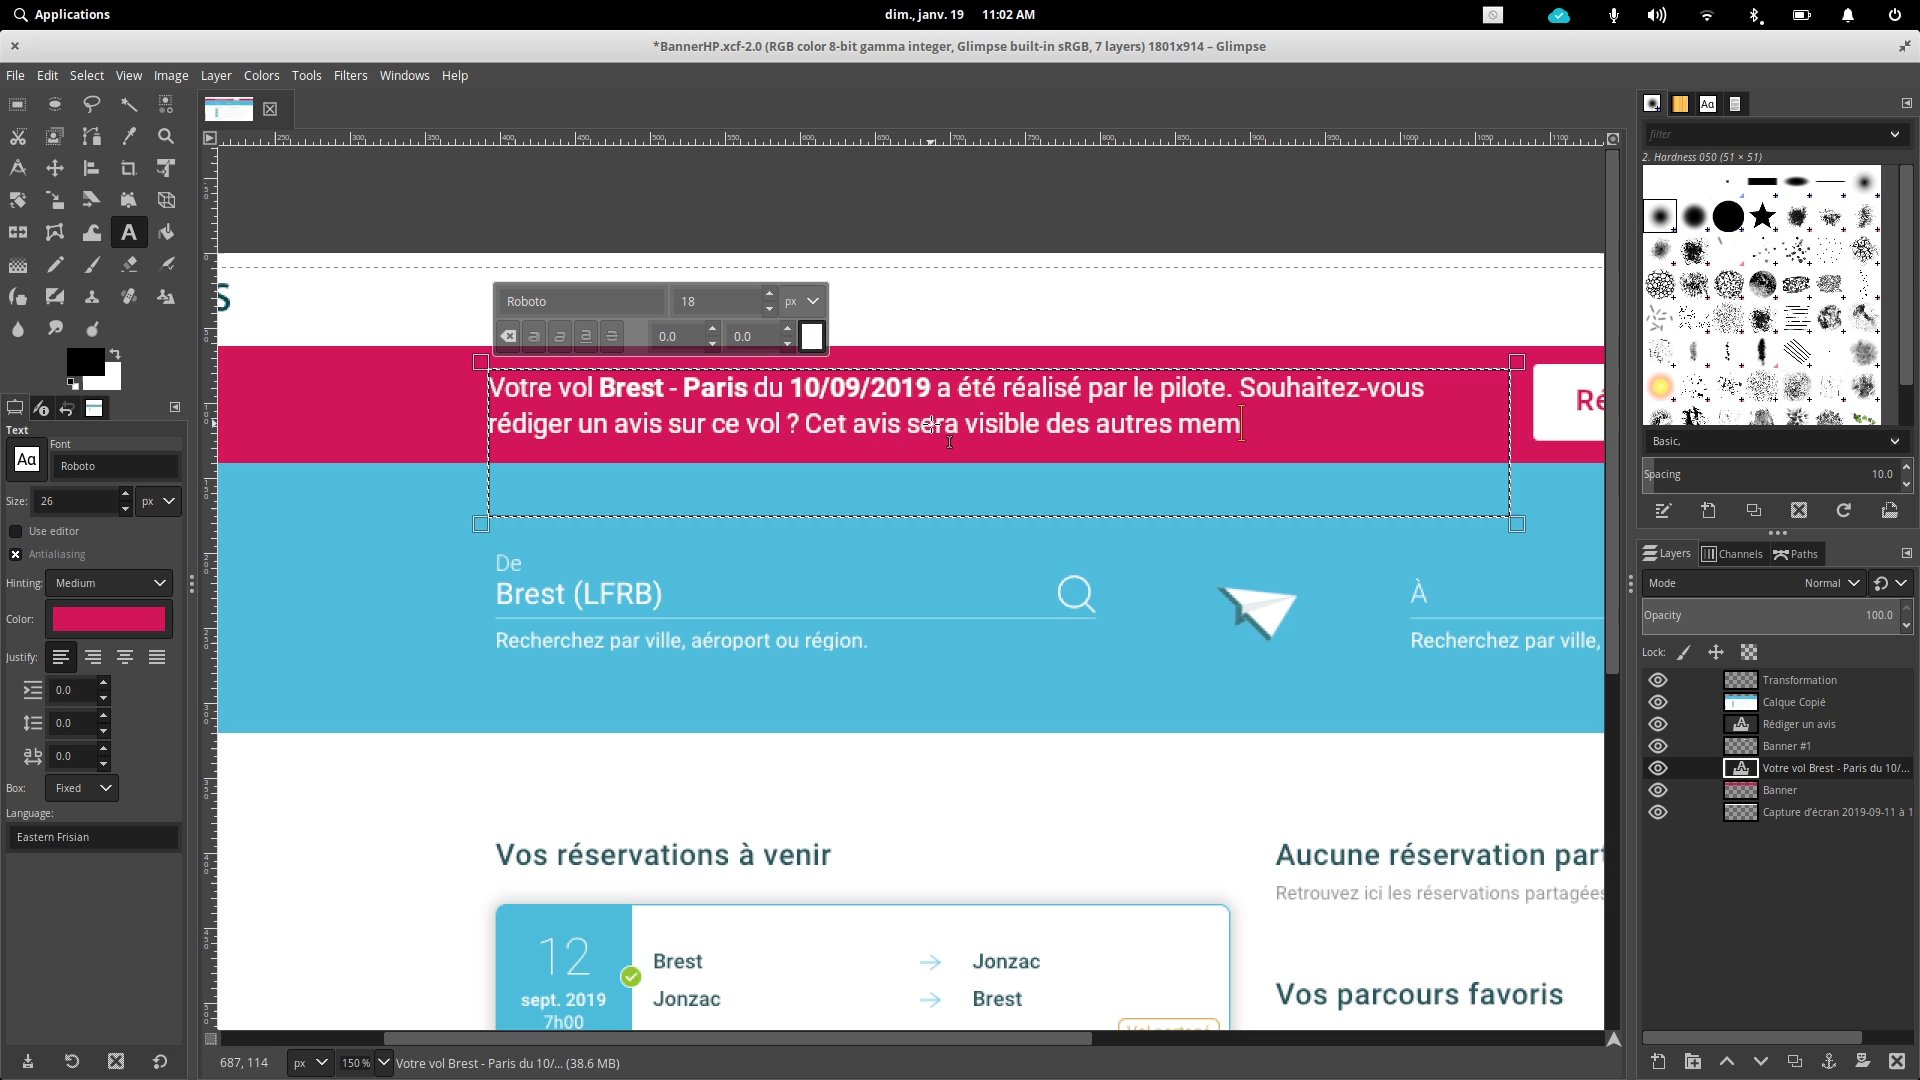 Applications
dim., janv. 19 11:02 AM
*BannerHP.xcf-2.0 (RGB color 8-bit gamma integer, Glimpse built-in sRGB, 7 layers) 1801x914 – Glimpse
File Edit Select View Image Layer Colors Tools Filters Windows Help
filter
2. Hardness 050 (51 × 51)
Roboto 18 px
0.0 0.0
Votre vol Brest - Paris du 10/09/2019 a été réalisé par le pilote. Souhaitez-vous
rédiger un avis sur ce vol ? Cet avis sera visible des autres mem
Ré
Text
Font
Aa Roboto
Size: 26 px
Use editor
Antialiasing
Hinting: Medium
Color:
Justify:
0.0
0.0
0.0
Box: Fixed
Language:
Eastern Frisian
De
Brest (LFRB)
Recherchez par ville, aéroport ou région.
À
Recherchez par ville,
Vos réservations à venir
Aucune réservation part
Retrouvez ici les réservations partagées
12
sept. 2019
7h00
Brest → Jonzac
Jonzac → Brest
Vos parcours favoris
Basic,
Spacing 10.0
Layers Channels Paths
Mode Normal
Opacity 100.0
Lock:
Transformation
Calque Copié
Rédiger un avis
Banner #1
Votre vol Brest - Paris du 10/...
Banner
Capture d'écran 2019-09-11 à 1
687, 114 px 150 % Votre vol Brest - Paris du 10/... (38.6 MB)